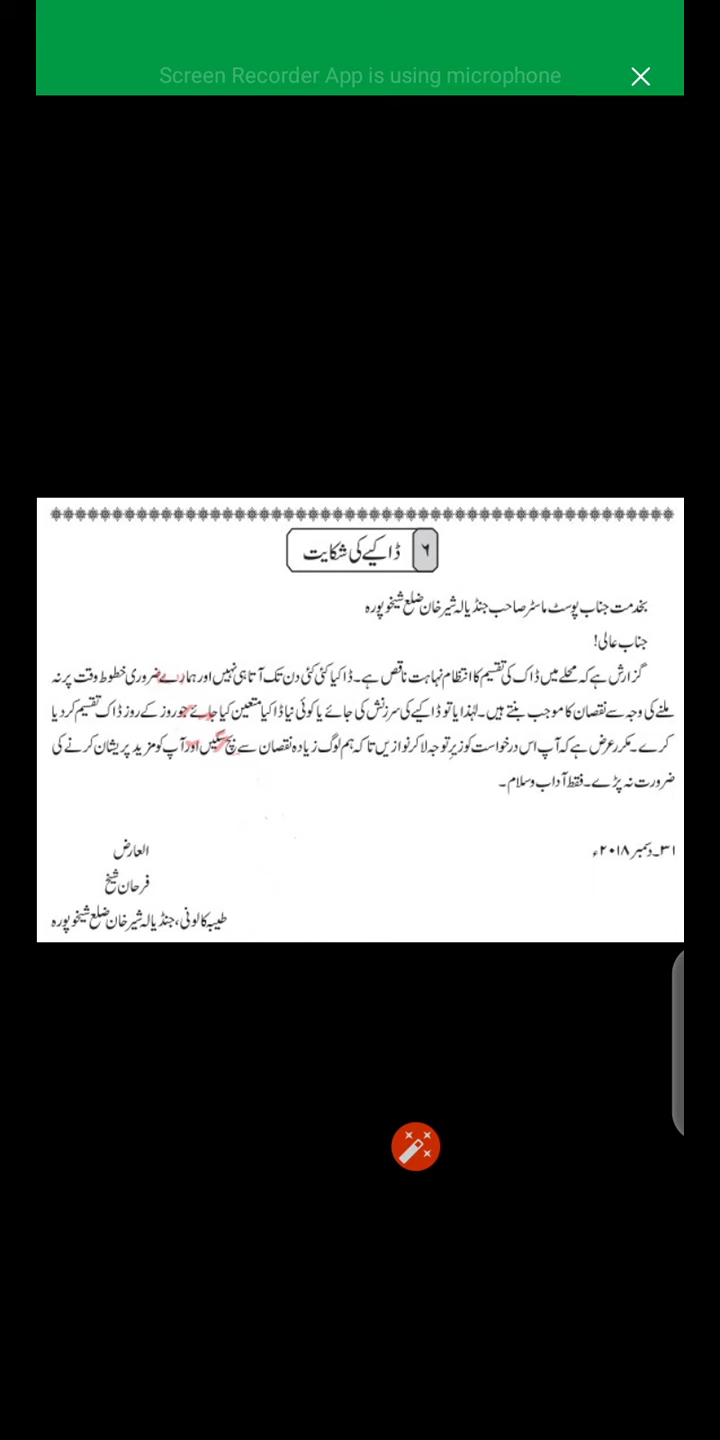 Screen Recorder App is using microphone
۶ ڈاکیے کی شکایت
بخدمت جناب پوسٹ ماسٹر صاحب جنڈیالہ شیر خان ضلع شیخوپورہ
جناب عالی!
گزارش ہے کہ محلے میں ڈاک کی تقسیم کا انتظام نہایت ناقص ہے۔ ڈاکیا کئی کئی دن تک آتا ہی نہیں اور ہمارے ضروری خطوط وقت پر نہ
ملنے کی وجہ سے نقصان کا موجب بنتے ہیں۔ لہٰذا یا تو ڈاکیے کی سرزنش کی جائے یا کوئی نیا ڈاکیا متعین کیا جائے جو روز کے روز ڈاک تقسیم کر دیا
کرے۔ مکرر عرض ہے کہ آپ اس درخواست کو زیرِ توجہ لا کر نوازیں تا کہ ہم لوگ زیادہ نقصان سے بچ سکیں اور آپ کو مزید پریشان کرنے کی
ضرورت نہ پڑے۔ فقط آداب و سلام۔
۳۱۔ دسمبر ۲۰۱۸ء
العارض
فرحان شیخ
طیبہ کالونی، جنڈیالہ شیر خان ضلع شیخوپورہ